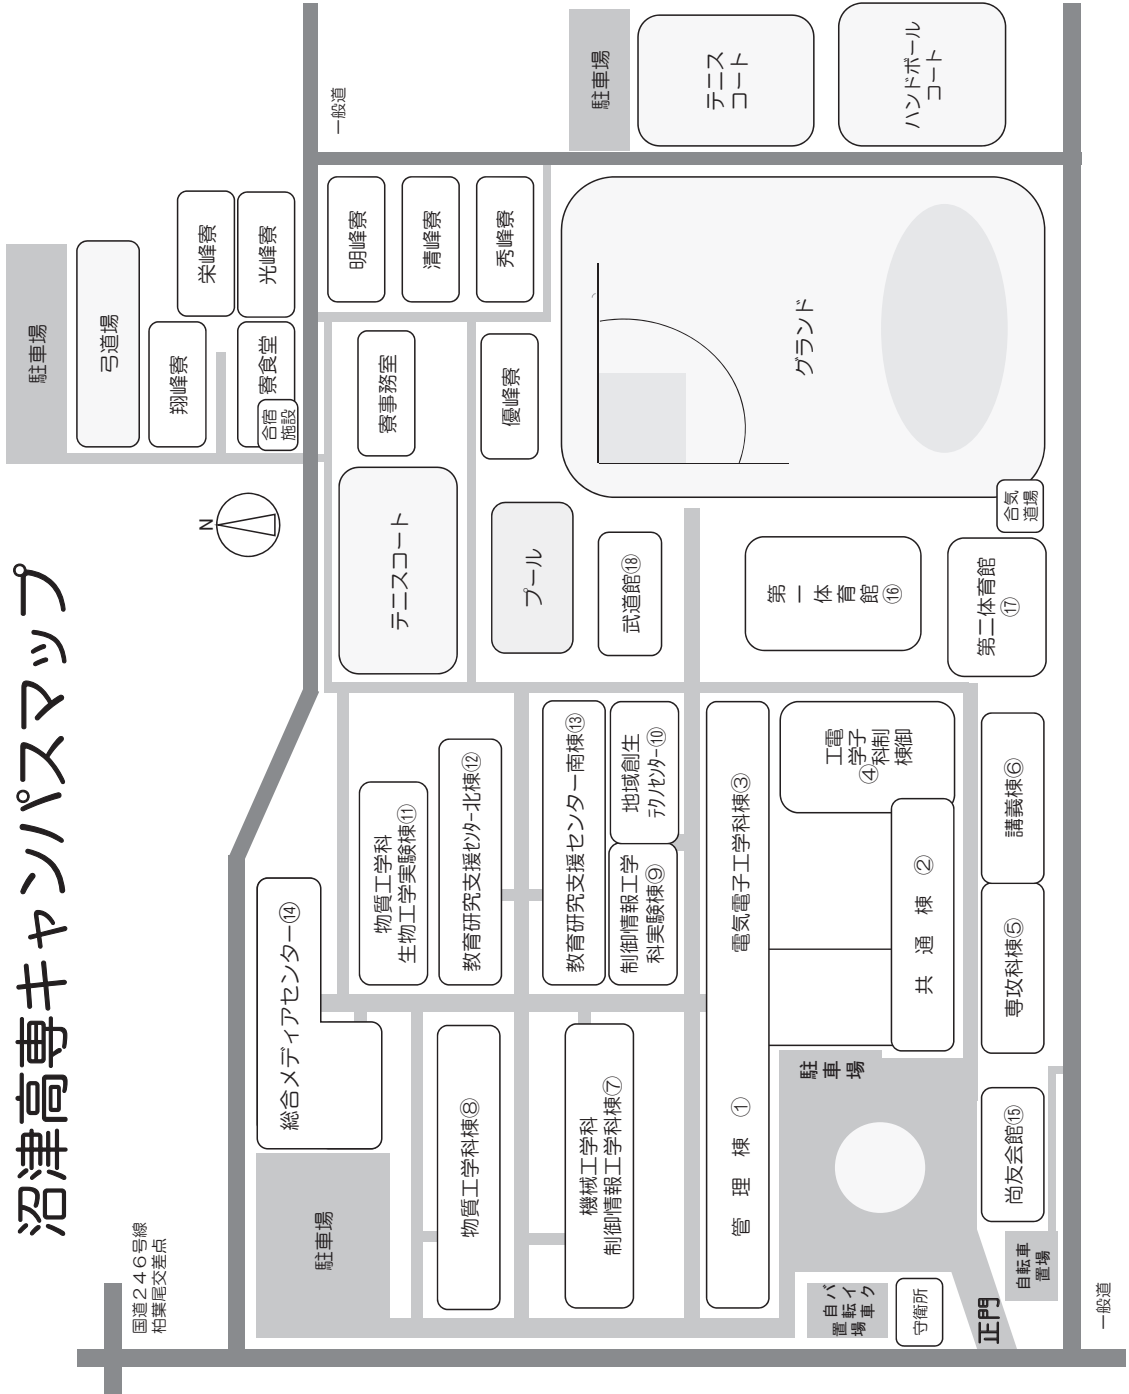 沼津高専キャンパスマップ
国道２４６号線
柏葉尾交差点
N
駐車場
弓道場
翔峰寮
栄峰寮
光峰寮
寮食堂
合宿
施設
一般道
明峰寮
清峰寮
秀峰寮
寮事務室
優峰寮
テニスコート
プール
武道館⑱
駐車場
テニス
コート
ハンドボール
コート
グランド
合気
道場
第一体育
館⑯
第二体育館
⑰
総合メディアセンター⑭
駐車場
物質工学科
生物工学実験棟⑪
教育研究支援センター北棟⑫
教育研究支援センター南棟⑬
地域創生
テクノセンター⑩
制御情報工学
科実験棟⑨
物質工学科棟⑧
機械工学科
制御情報工学科棟⑦
電気電子工学科棟③
管理棟 ①
電子制御
工学科棟
④
共通棟 ②
講義棟⑥
専攻科棟⑤
尚友会館⑮
駐車場
バイク
自転車
置場
守衛所
正門
自転車
置場
一般道